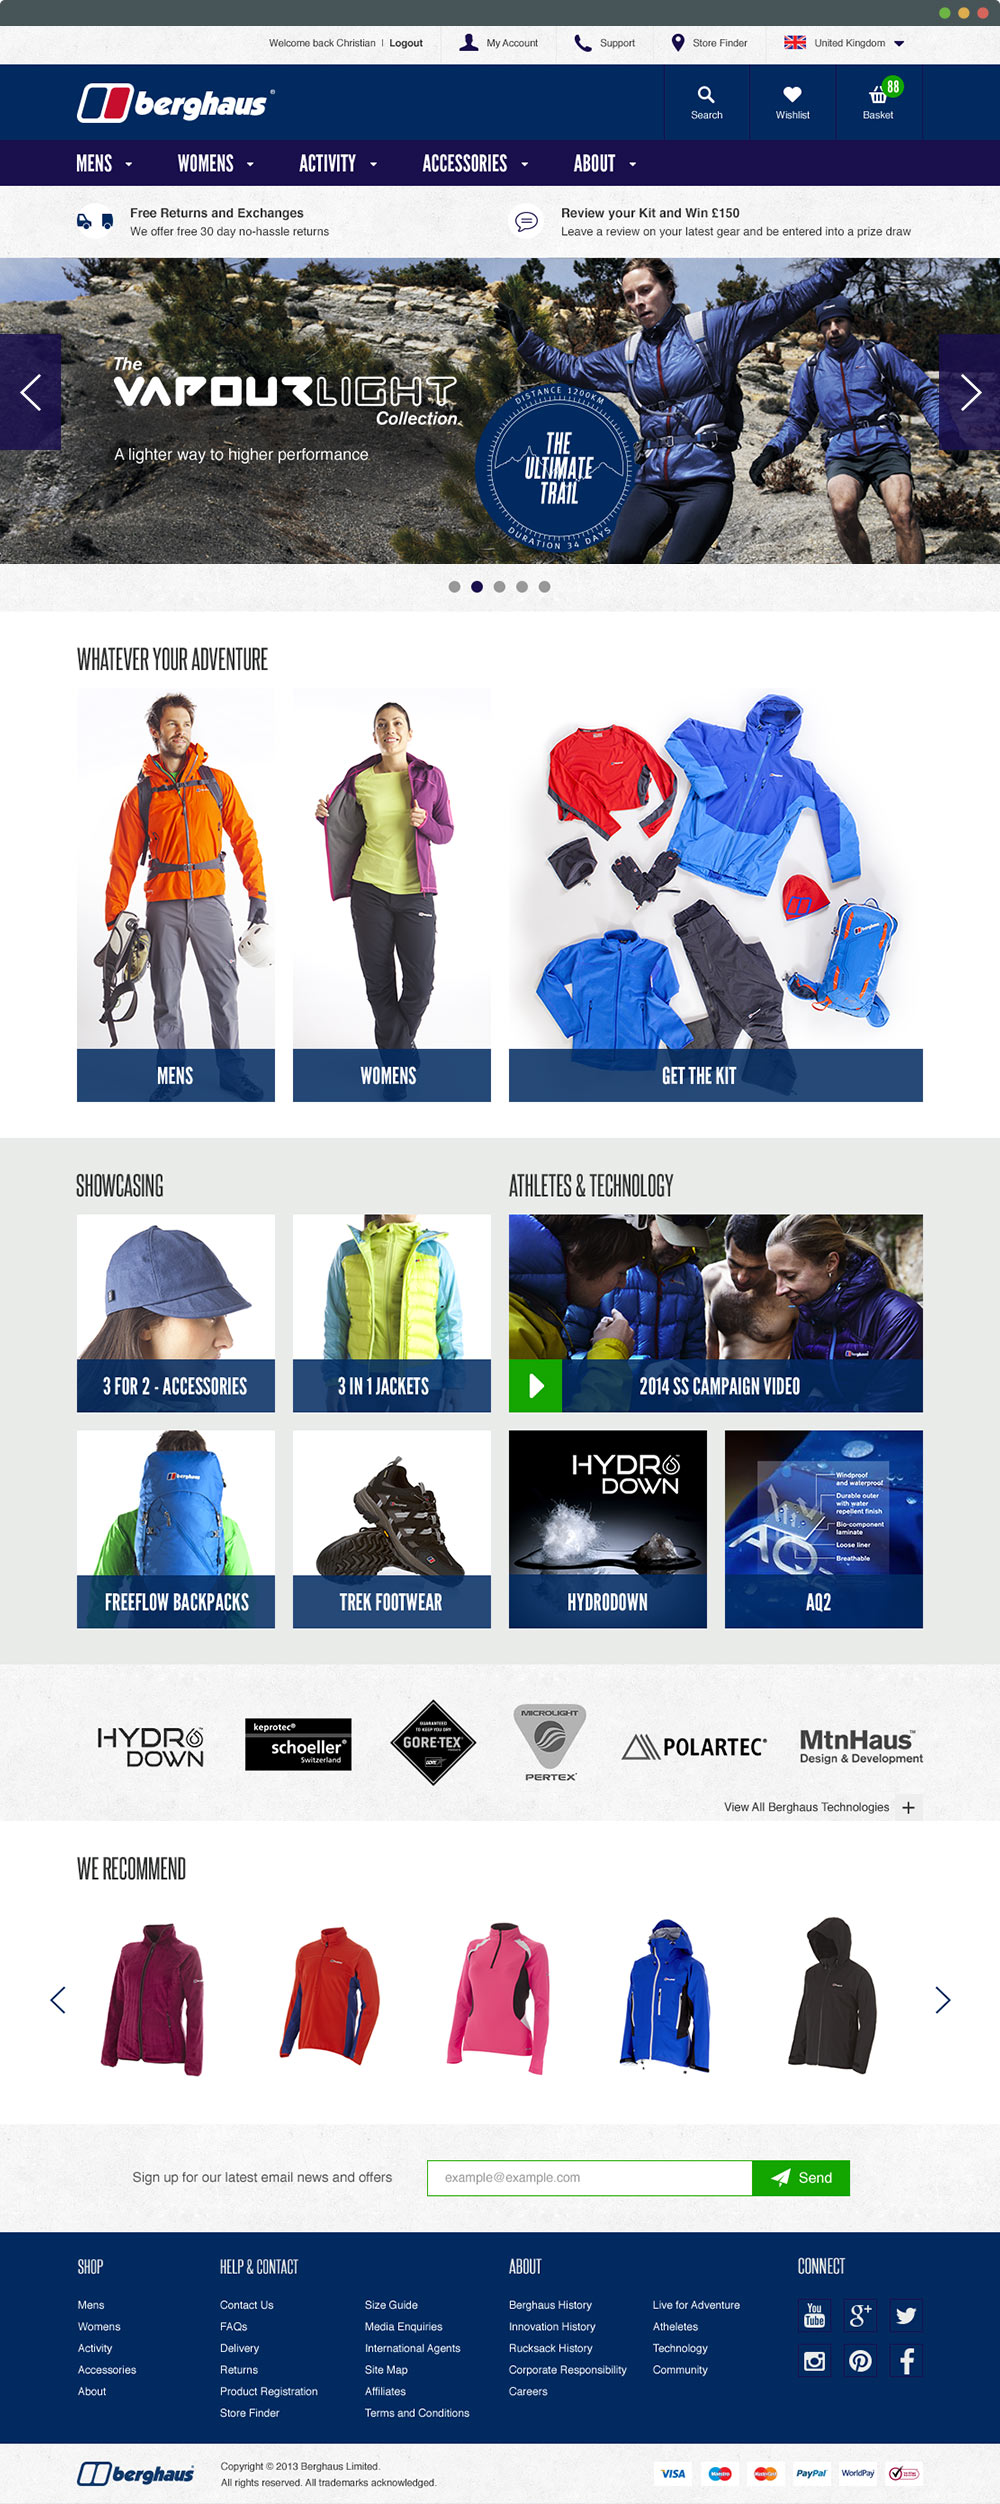 Welcome back Christian | Logout
My Account
Support
Store Finder
United Kingdom
berghaus®
Search
Wishlist
88
Basket
MENS
WOMENS
ACTIVITY
ACCESSORIES
ABOUT
Free Returns and Exchanges
We offer free 30 day no-hassle returns
Review your Kit and Win £150
Leave a review on your latest gear and be entered into a prize draw
The
VAPOURLIGHT
Collection
A lighter way to higher performance
DISTANCE 1200KM
THE
ULTIMATE
TRAIL
DURATION 34 DAYS
WHATEVER YOUR ADVENTURE
MENS
WOMENS
GET THE KIT
SHOWCASING
ATHLETES & TECHNOLOGY
3 FOR 2 - ACCESSORIES
3 IN 1 JACKETS
berghaus
2014 SS CAMPAIGN VIDEO
berghaus
FREEFLOW BACKPACKS
TREK FOOTWEAR
HYDRO™
DOWN
HYDRODOWN
Windproof
and waterproof
Durable outer
with water
repellent finish
Bio-component
laminate
Loose liner
Breathable
AQ
AQ2
HYDRO™
DOWN
keprotec®
schoeller®
Switzerland
GUARANTEED
TO KEEP YOU DRY
GORE-TEX®
MICROLIGHT
PERTEX®
POLARTEC®
MtnHaus™
Design & Development
View All Berghaus Technologies +
WE RECOMMEND
Sign up for our latest email news and offers
example@example.com
Send
SHOP
Mens
Womens
Activity
Accessories
About
HELP & CONTACT
Contact Us
FAQs
Delivery
Returns
Product Registration
Store Finder
Size Guide
Media Enquiries
International Agents
Site Map
Affiliates
Terms and Conditions
ABOUT
Berghaus History
Innovation History
Rucksack History
Corporate Responsibility
Careers
Live for Adventure
Atheletes
Technology
Community
CONNECT
You
Tube
g+
berghaus
Copyright © 2013 Berghaus Limited.
All rights reserved. All trademarks acknowledged.
VISA
Maestro
MasterCard
PayPal
WorldPay